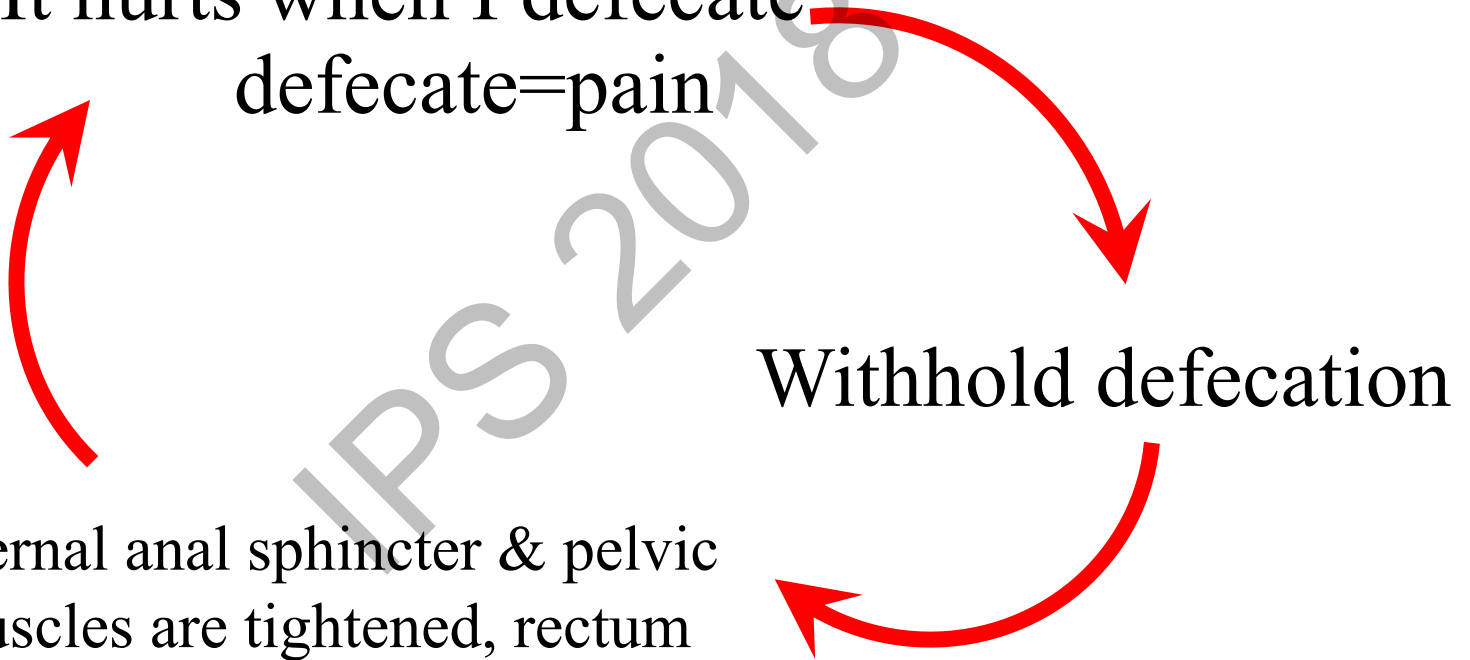 It hurts when I defecate
defecate=pain
IPS 2018
Withhold defecation
ernal anal sphincter & pelvic
uscles are tightened, rectum